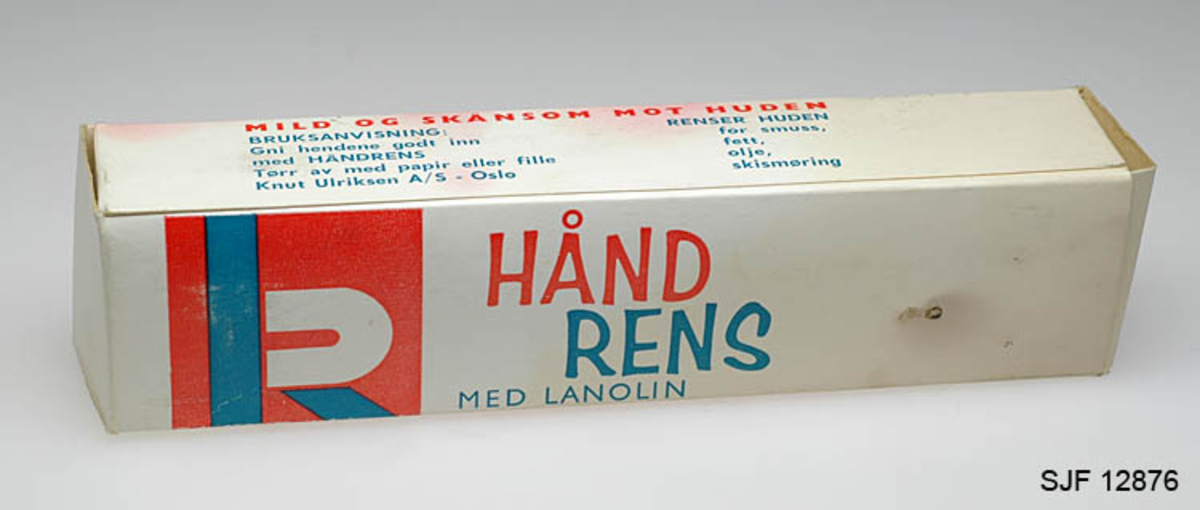 MILD OG SKÅNSOM MOT HUDEN
BRUKSANVISNING:
Gni hendene godt inn
med HÅNDRENS
Tørr av med papir eller fille
Knut Ulriksen A/S - Oslo
RENSER HUDEN
for smuss,
fett,
olje,
skismøring
R
HÅND
RENS
MED LANOLIN
SJF 12876